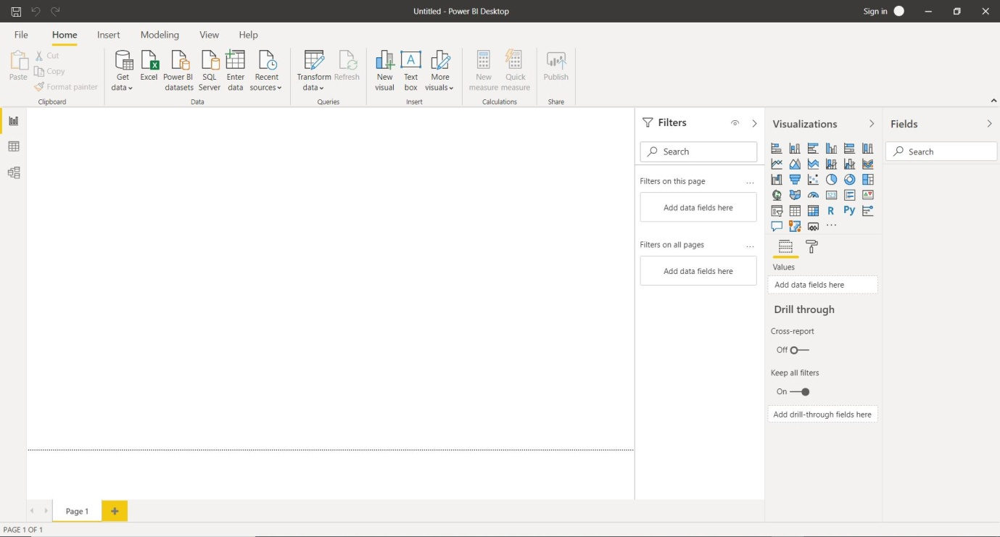 Untitled - Power BI Desktop
Sign in
File Home Insert Modeling View Help
Paste
Cut
Copy
Format painter
Clipboard
Get data
Excel
Power BI datasets
SQL Server
Enter data
Recent sources
Data
Transform data
Refresh
Queries
New visual
Text box
A
More visuals
Insert
New measure
Quick measure
Calculations
Publish
Share
Filters
Search
Filters on this page
...
Add data fields here
Filters on all pages
...
Add data fields here
Visualizations
123
R Py
...
Values
Add data fields here
Drill through
Cross-report
Off
Keep all filters
On
Add drill-through fields here
Fields
Search
Page 1
+
PAGE 1 OF 1